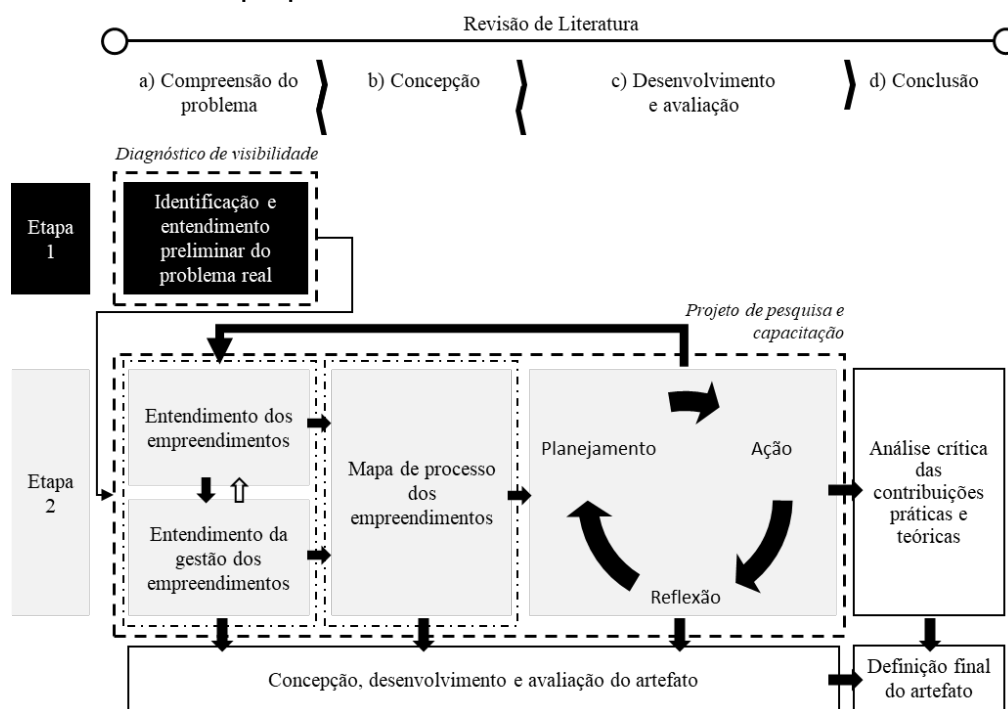 Revisão de Literatura
a) Compreensão do
problema
b) Concepção
c) Desenvolvimento
e avaliação
d) Conclusão
Diagnóstico de visibilidade
Etapa
1
Identificação e
entendimento
preliminar do
problema real
Projeto de pesquisa e
capacitação
Etapa
2
Entendimento dos
empreendimentos
Entendimento da
gestão dos
empreendimentos
Mapa de processo
dos
empreendimentos
Planejamento
Ação
Reflexão
Análise crítica
das
contribuições
práticas e
teóricas
Concepção, desenvolvimento e avaliação do artefato
Definição final
do artefato